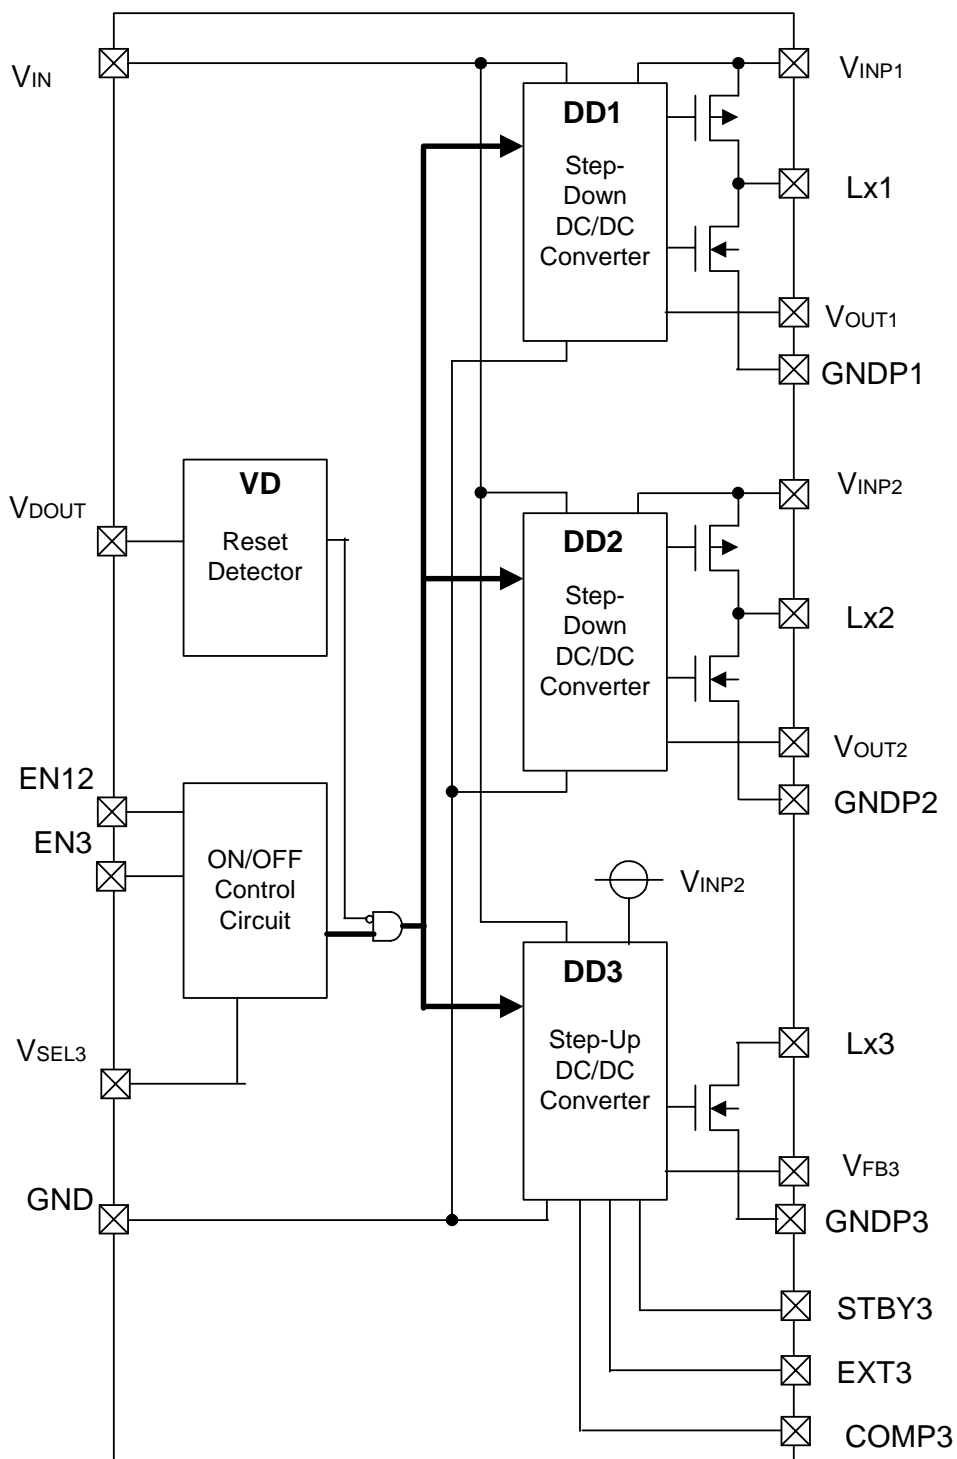 VIN
VINP1
DD1
Step-
Down
DC/DC
Converter
Lx1
VOUT1
GNDP1
VD
Reset
Detector
VDOUT
VINP2
DD2
Step-
Down
DC/DC
Converter
Lx2
VOUT2
GNDP2
EN12
EN3
ON/OFF
Control
Circuit
VINP2
DD3
Step-Up
DC/DC
Converter
Lx3
VSEL3
VFB3
GND
GNDP3
STBY3
EXT3
COMP3